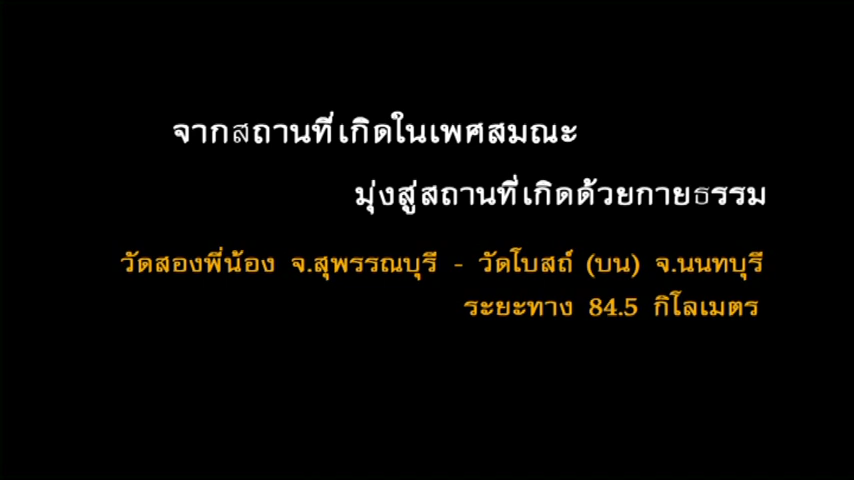 จากสถานที่เกิดในเพศสมณะ
มุ่งสู่สถานที่เกิดด้วยกายธรรม
วัดสองพี่น้อง จ.สุพรรณบุรี - วัดโบสถ์ (บน) จ.นนทบุรี
ระยะทาง 84.5 กิโลเมตร